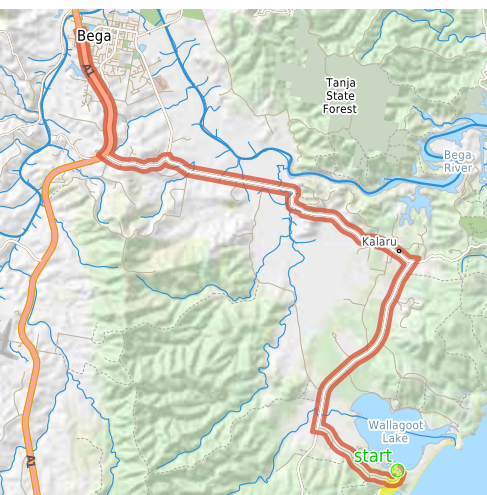 Bega
A1
Tanja
State
Forest
Bega
River
Kalaru
Wallagoot
Lake
start
A1